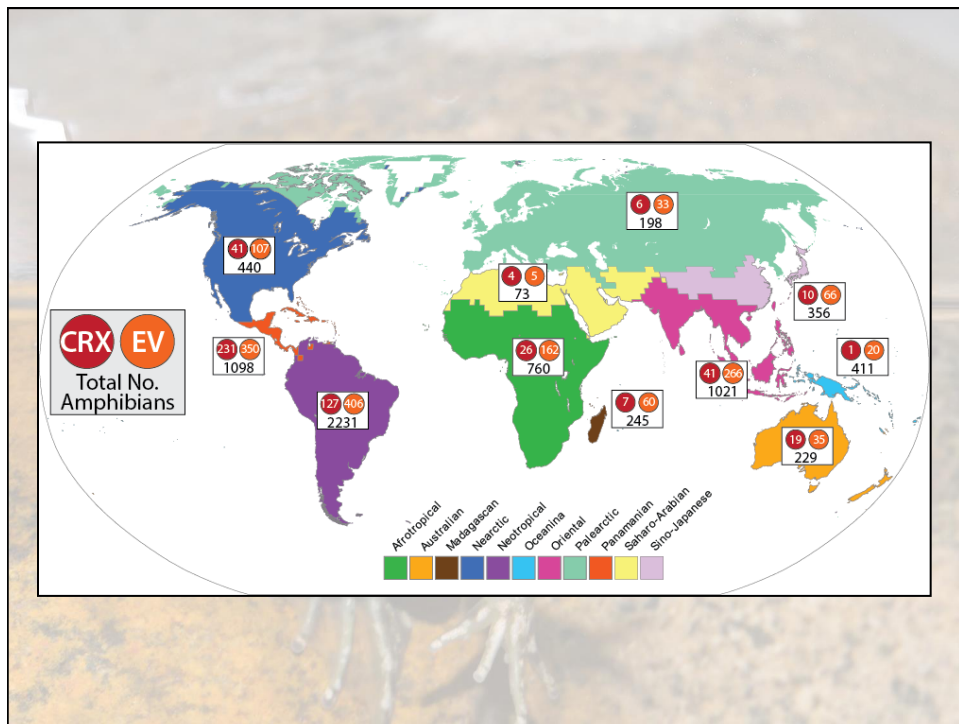 6 33
198
41 107
440
4 5
73
10 66
356
CRX EV
Total No.
Amphibians
231 350
1098
26 162
760
41 266
1021
1 20
411
127 406
2231
7 60
245
19 35
229
Afrotropical
Australian
Madagascan
Nearctic
Neotropical
Oceanina
Oriental
Palearctic
Panamanian
Saharo-Arabian
Sino-Japanese